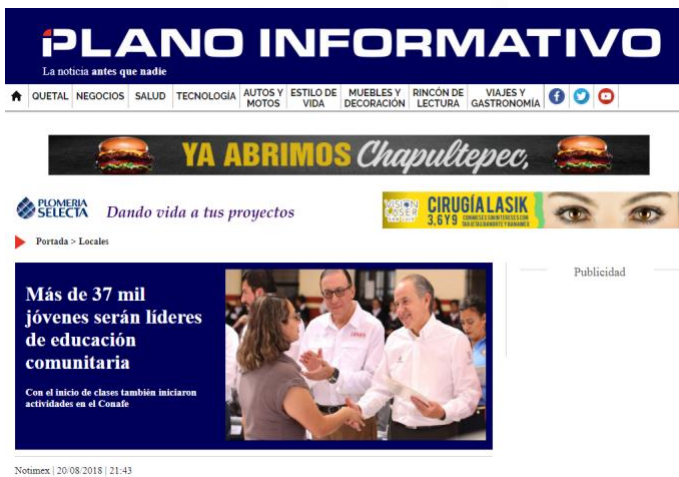 PLANO INFORMATIVO
La noticia antes que nadie
QUETAL NEGOCIOS SALUD TECNOLOGÍA AUTOS Y MOTOS ESTILO DE VIDA MUEBLES Y DECORACIÓN RINCÓN DE LECTURA VIAJES Y GASTRONOMÍA
YA ABRIMOS Chapultepec,
PLOMERIA SELECTA Dando vida a tus proyectos
CIRUGÍA LASIK
3,6 Y 9
Portada > Locales
Publicidad
Más de 37 mil
jóvenes serán líderes
de educación
comunitaria
Con el inicio de clases también iniciaron
actividades en el Conafe
Notimex | 20/08/2018 | 21:43